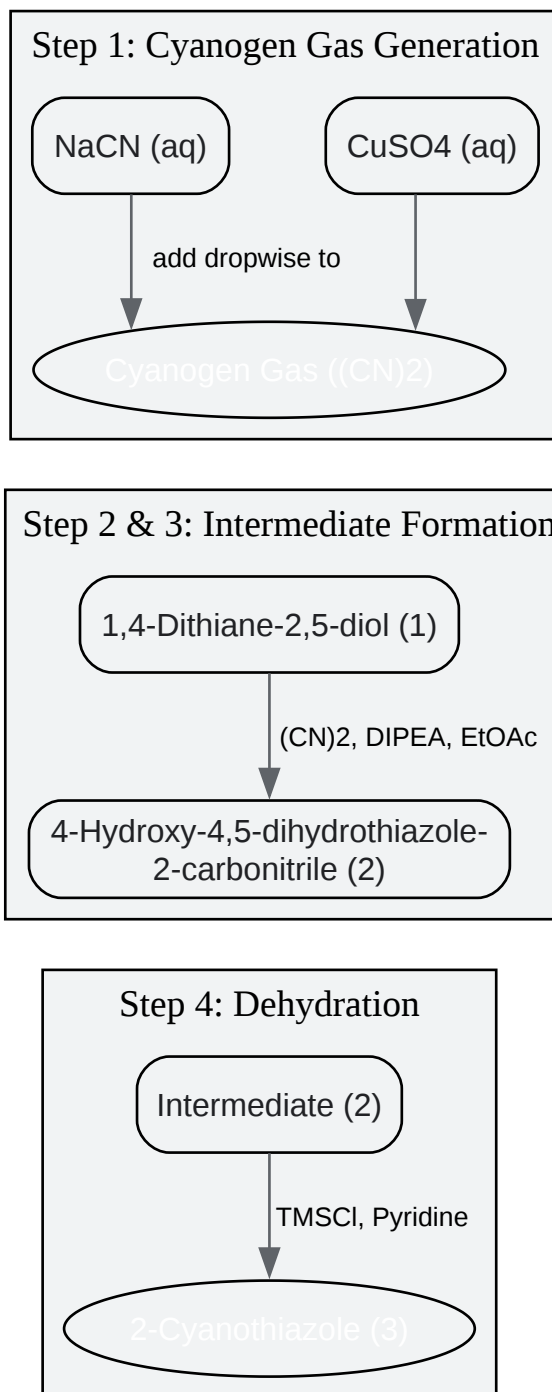 Step 1: Cyanogen Gas Generation
NaCN (aq)
CuSO4 (aq)
add dropwise to
Cyanogen Gas ((CN)2)
Step 2 & 3: Intermediate Formation
1,4-Dithiane-2,5-diol (1)
(CN)2, DIPEA, EtOAc
4-Hydroxy-4,5-dihydrothiazole-
2-carbonitrile (2)
Step 4: Dehydration
Intermediate (2)
TMSCl, Pyridine
2-Cyanothiazole (3)